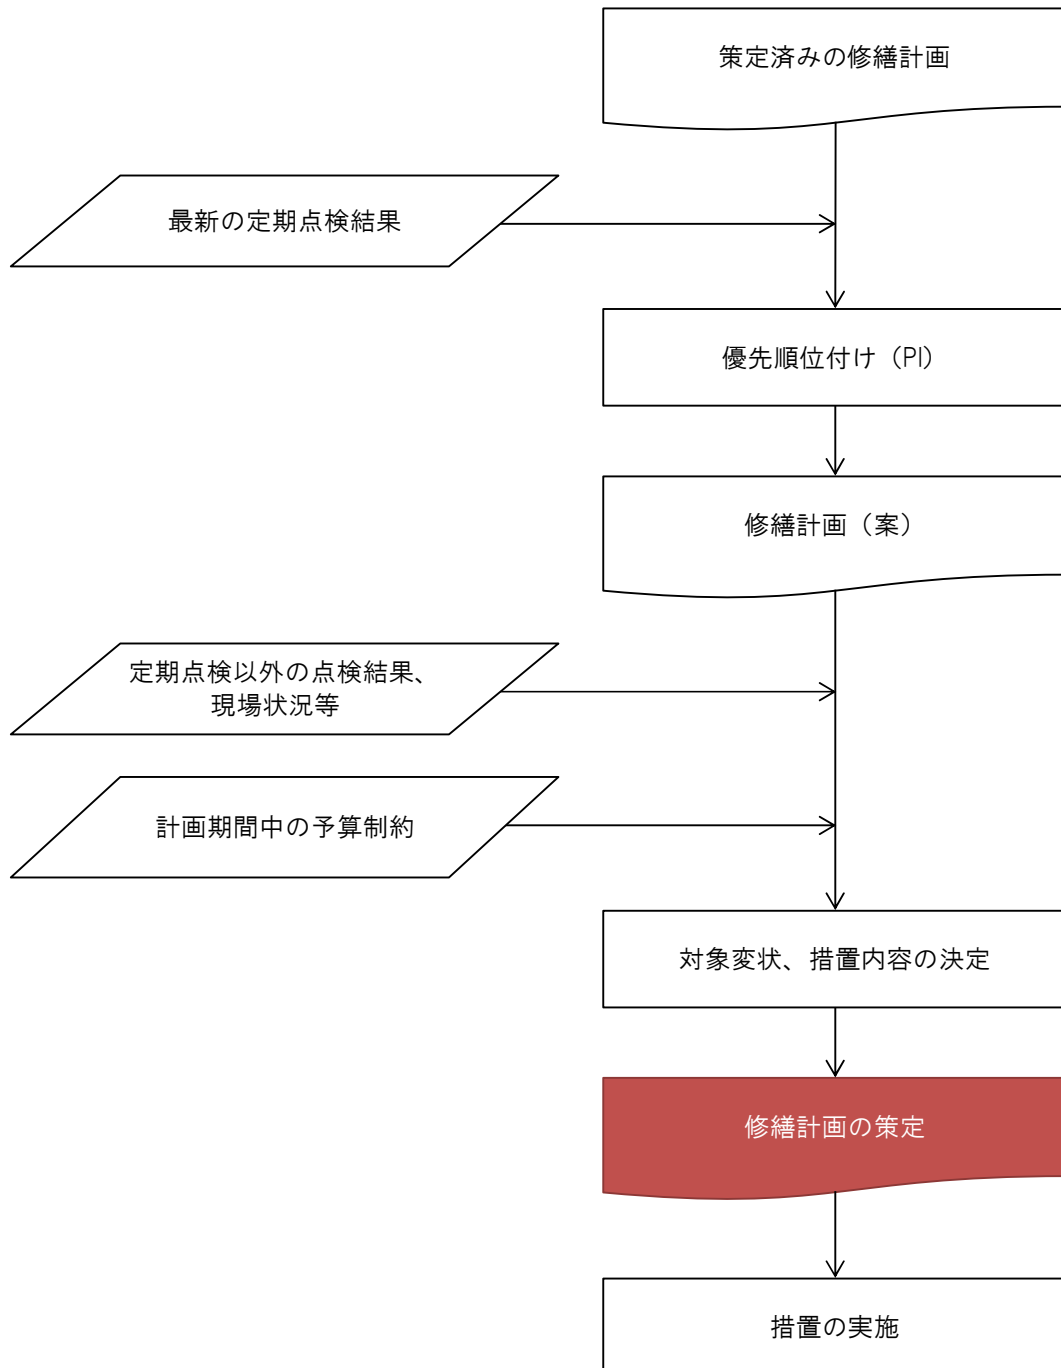 策定済みの修繕計画
最新の定期点検結果
優先順位付け（PI）
修繕計画（案）
定期点検以外の点検結果、
現場状況等
計画期間中の予算制約
対象変状、措置内容の決定
修繕計画の策定
措置の実施